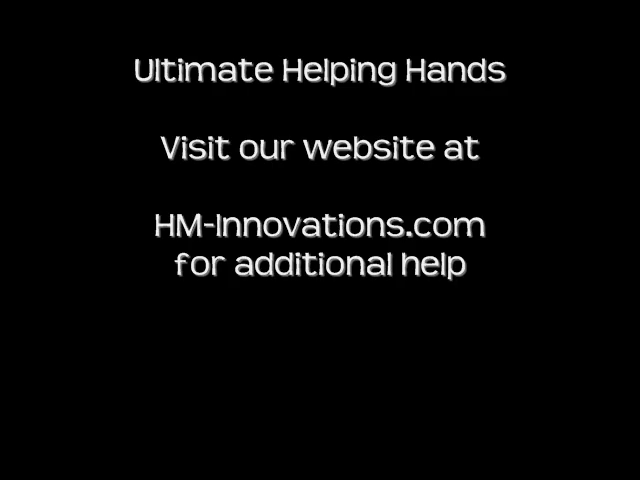 Ultimate Helping Hands
Visit our website at
HM-Innovations.com
for additional help